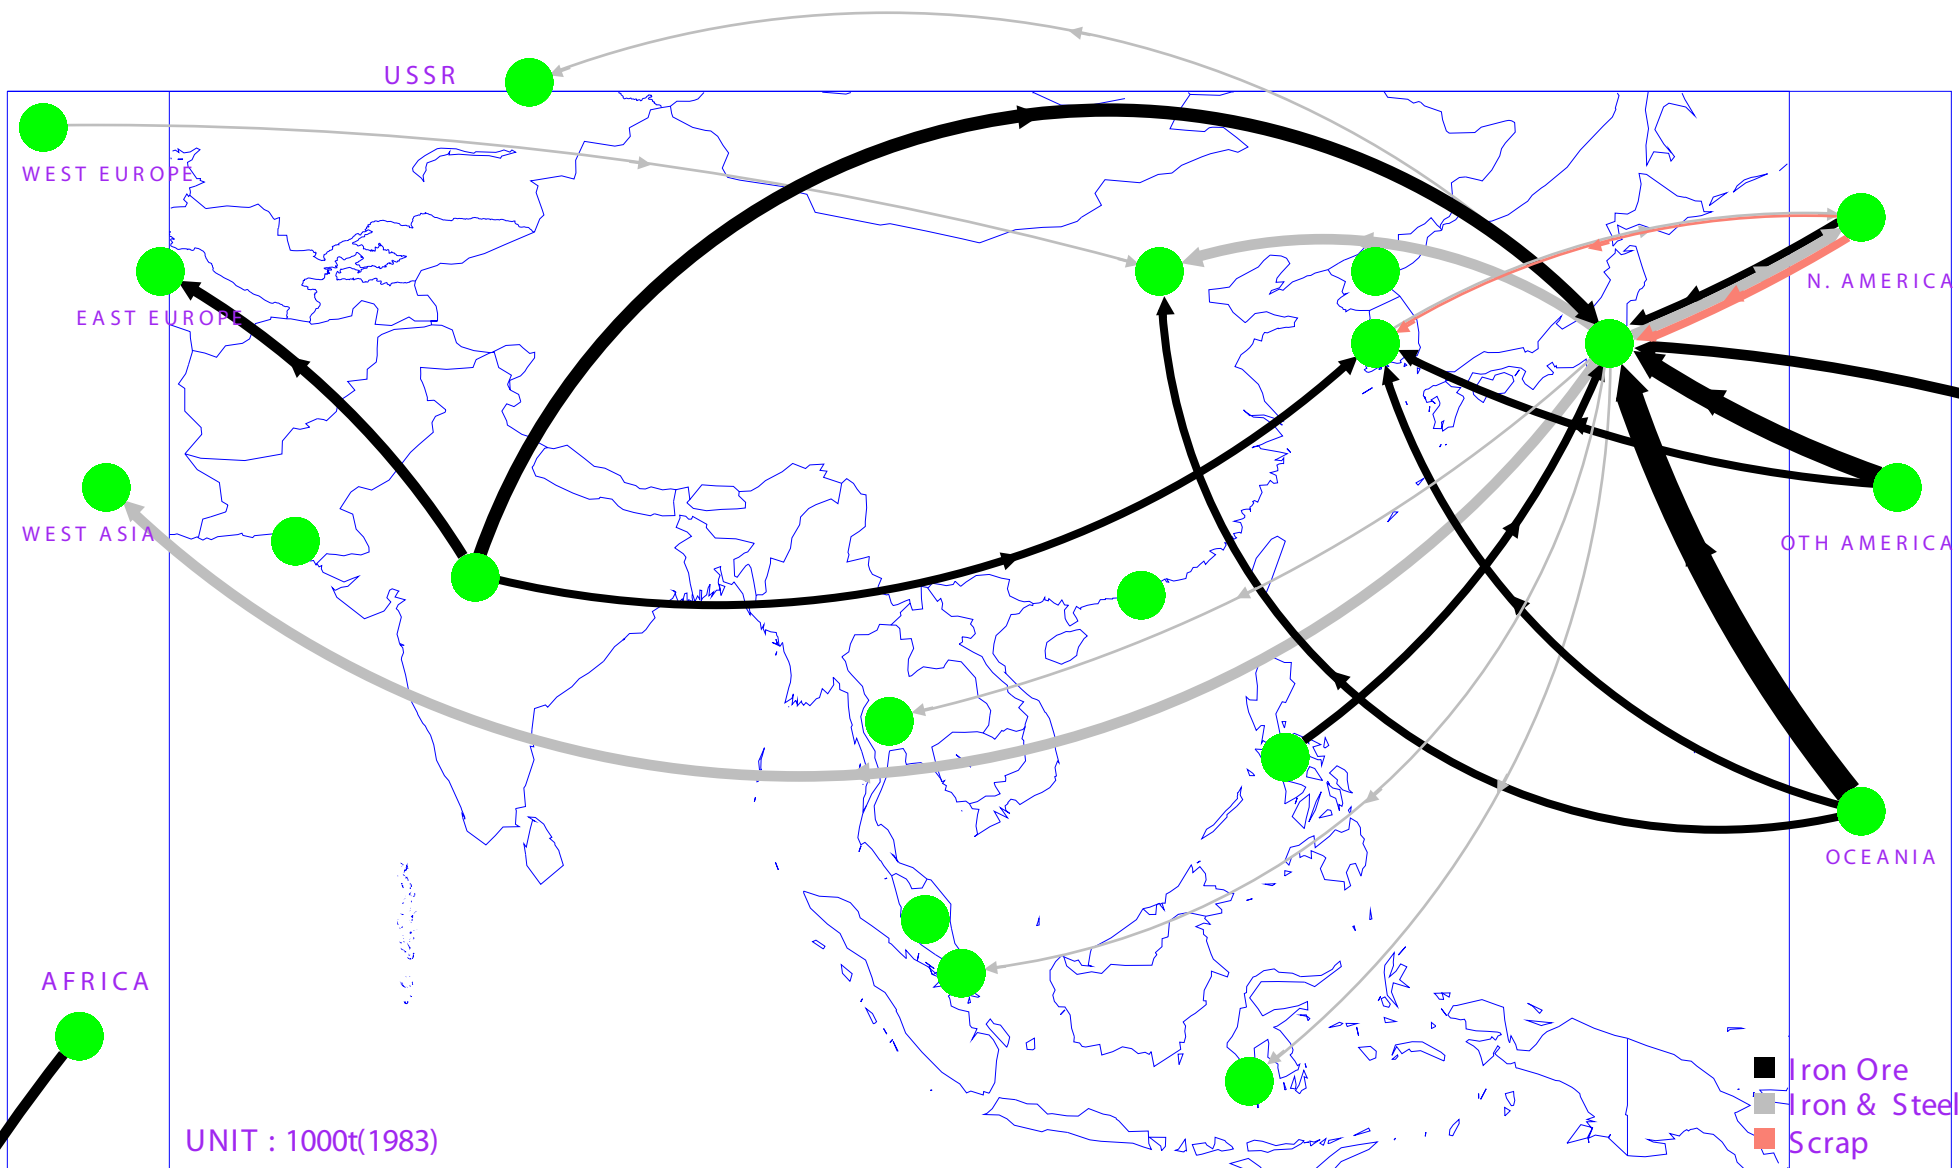 USSR
WEST EUROPE
N. AMERICA
EAST EUROPE
WEST ASIA
OTH AMERICA
OCEANIA
AFRICA
Iron Ore
Iron & Steel
Scrap
UNIT : 1000t(1983)